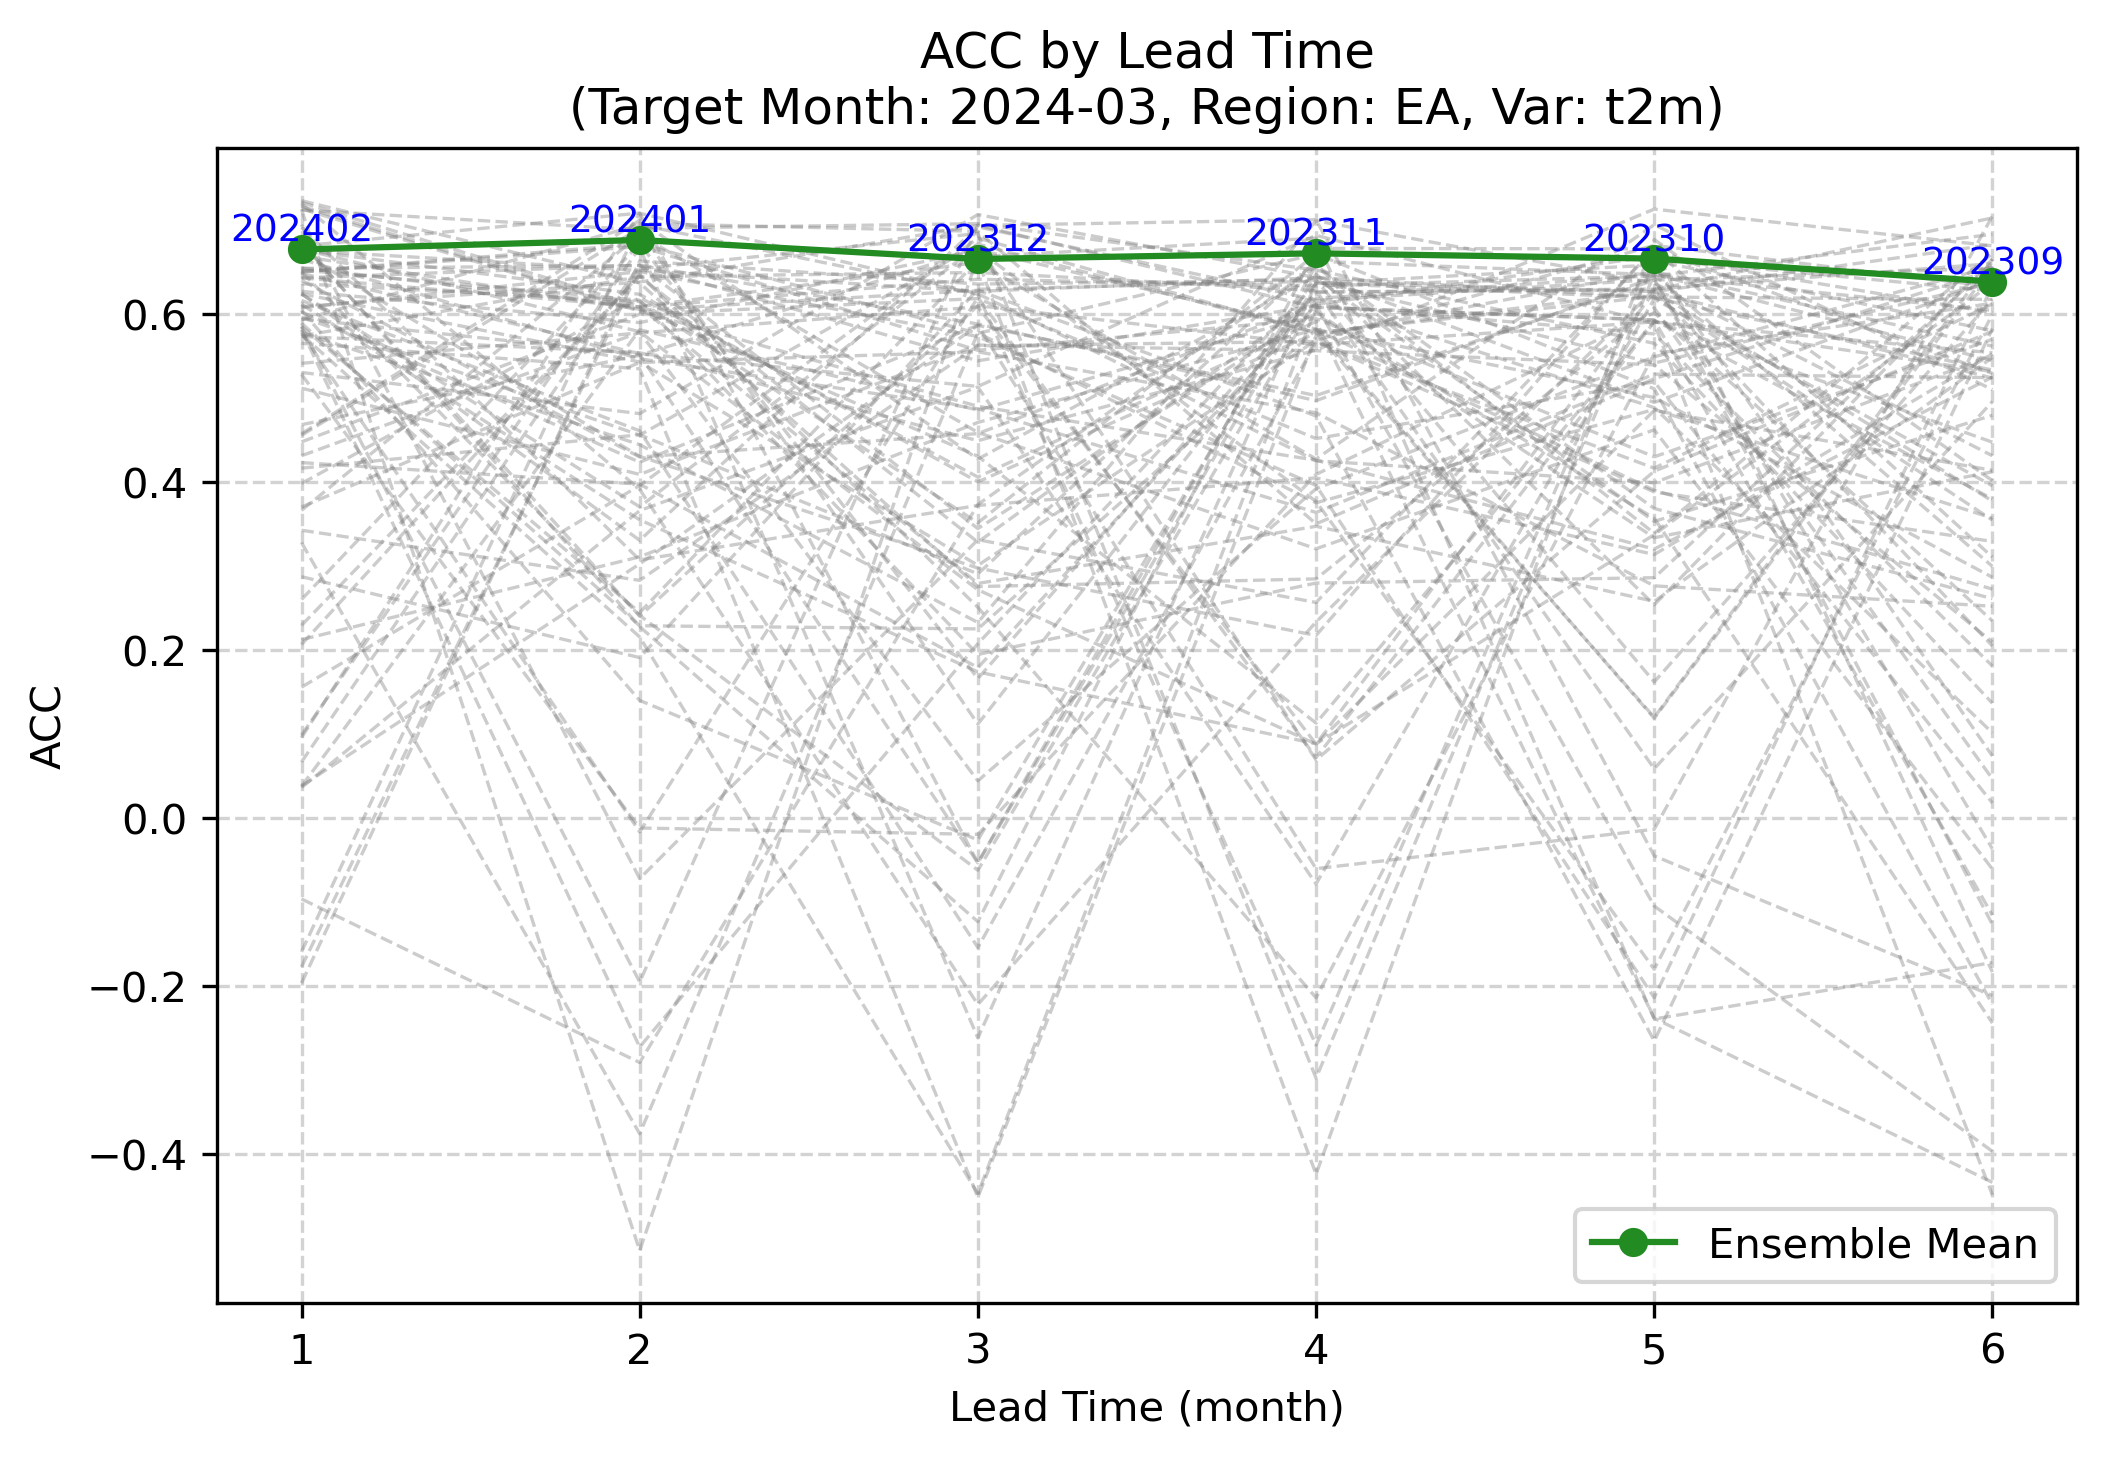 ACC by Lead Time
(Target Month: 2024-03, Region: EA, Var: t2m)
202402
202401
202312
202311
202310
202309
0.6
0.4
0.2
0.0
−0.2
−0.4
ACC
Ensemble Mean
1 2 3 4 5 6
Lead Time (month)